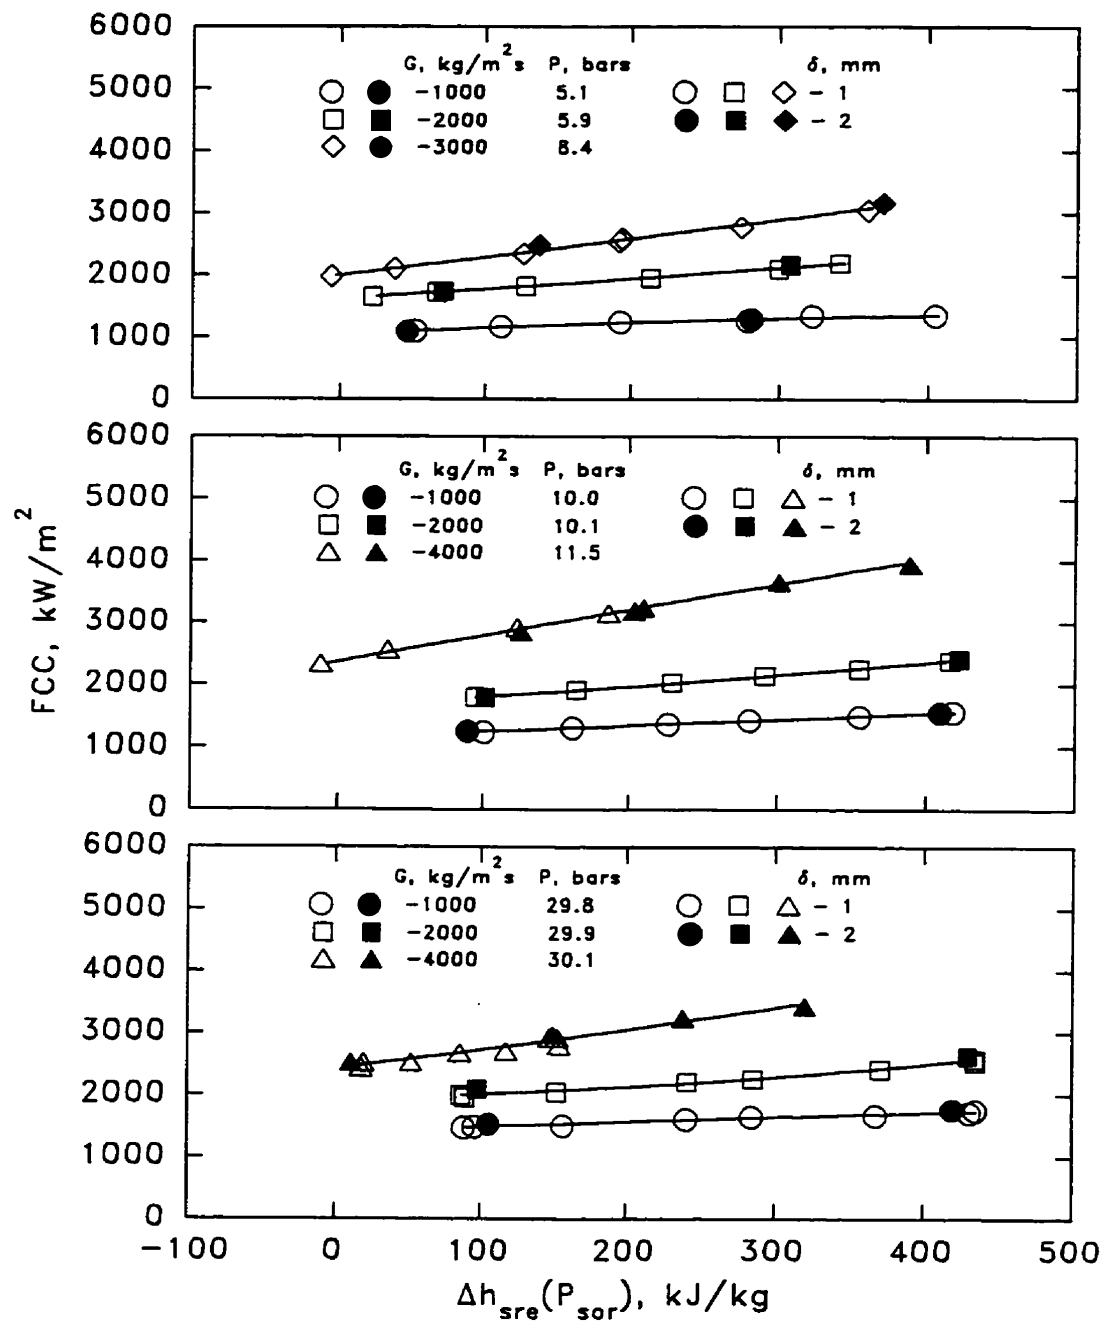 6000
G, kg/m² s P, bars δ, mm
5000
-1000 5.1 - 1
-2000 5.9 - 2
4000
-3000 8.4
3000
2000
1000
0
6000
G, kg/m² s P, bars δ, mm
5000
-1000 10.0 - 1
-2000 10.1 - 2
4000
-4000 11.5
3000
2000
1000
0
FCC, kW/m²
6000
G, kg/m² s P, bars δ, mm
5000
-1000 29.8 - 1
-2000 29.9 - 2
4000
-4000 30.1
3000
2000
1000
0
-100 0 100 200 300 400 500
Δh_sre(P_sor), kJ/kg